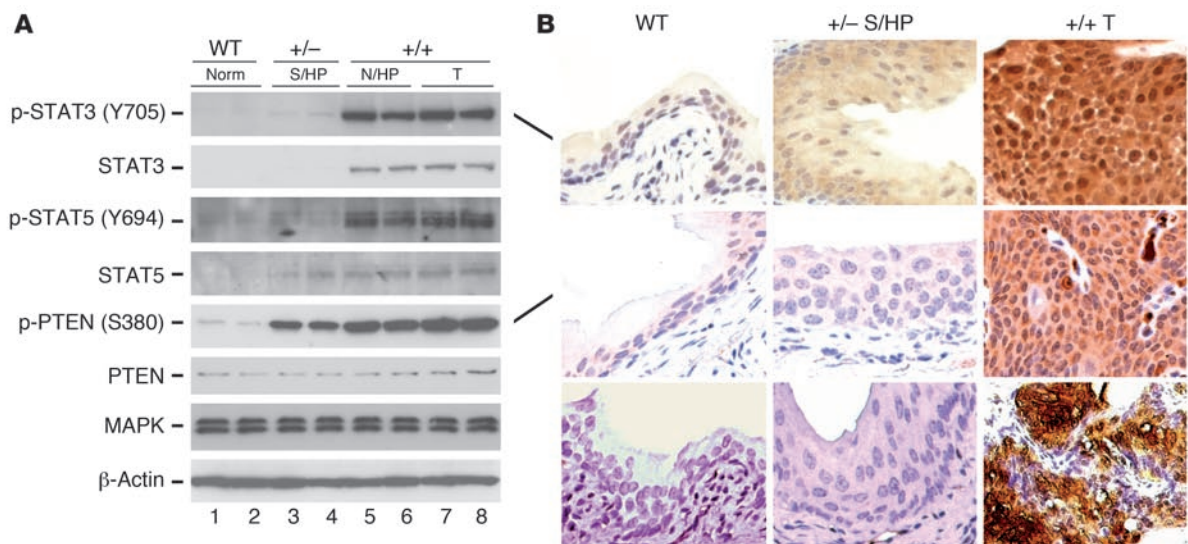 A
WT +/– +/+
Norm S/HP N/HP T
p-STAT3 (Y705)
STAT3
p-STAT5 (Y694)
STAT5
p-PTEN (S380)
PTEN
MAPK
β-Actin
1 2 3 4 5 6 7 8
B
WT +/– S/HP +/+ T